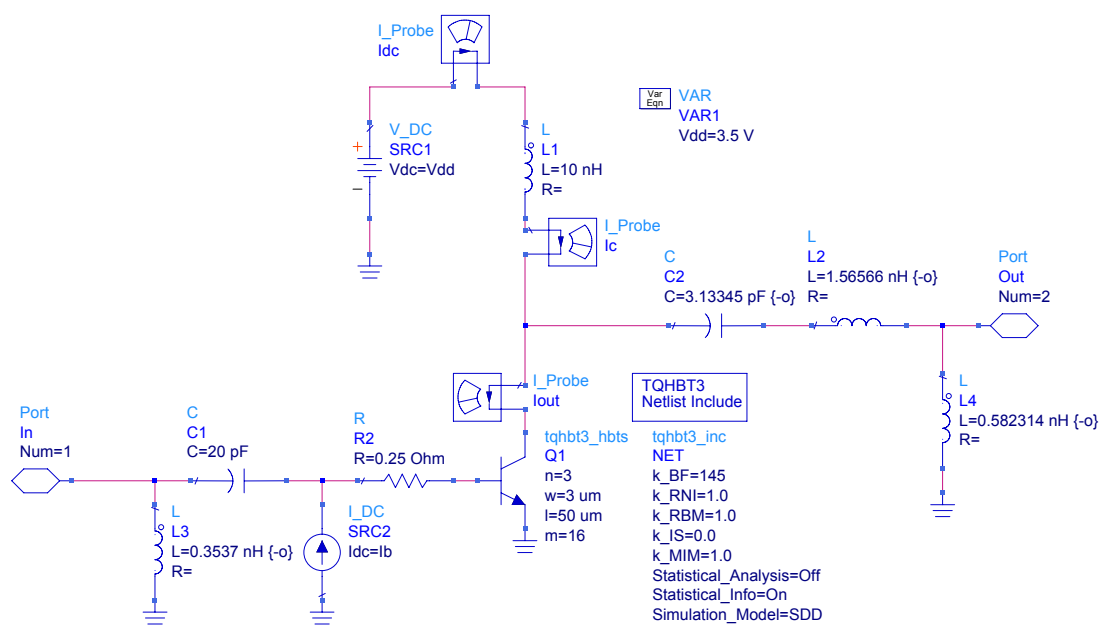 I_Probe
Idc
V_DC
SRC1
Vdc=Vdd
+
−
L
L1
L=10 nH
R=
Var
Eqn
VAR
VAR1
Vdd=3.5 V
I_Probe
Ic
C
C2
C=3.13345 pF {-o}
L
L2
L=1.56566 nH {-o}
R=
Port
Out
Num=2
I_Probe
Iout
TQHBT3
Netlist Include
L
L4
L=0.582314 nH {-o}
R=
Port
In
Num=1
C
C1
C=20 pF
R
R2
R=0.25 Ohm
tqhbt3_hbts
Q1
n=3
w=3 um
l=50 um
m=16
tqhbt3_inc
NET
k_BF=145
k_RNI=1.0
k_RBM=1.0
k_IS=0.0
k_MIM=1.0
Statistical_Analysis=Off
Statistical_Info=On
Simulation_Model=SDD
L
L3
L=0.3537 nH {-o}
R=
I_DC
SRC2
Idc=Ib